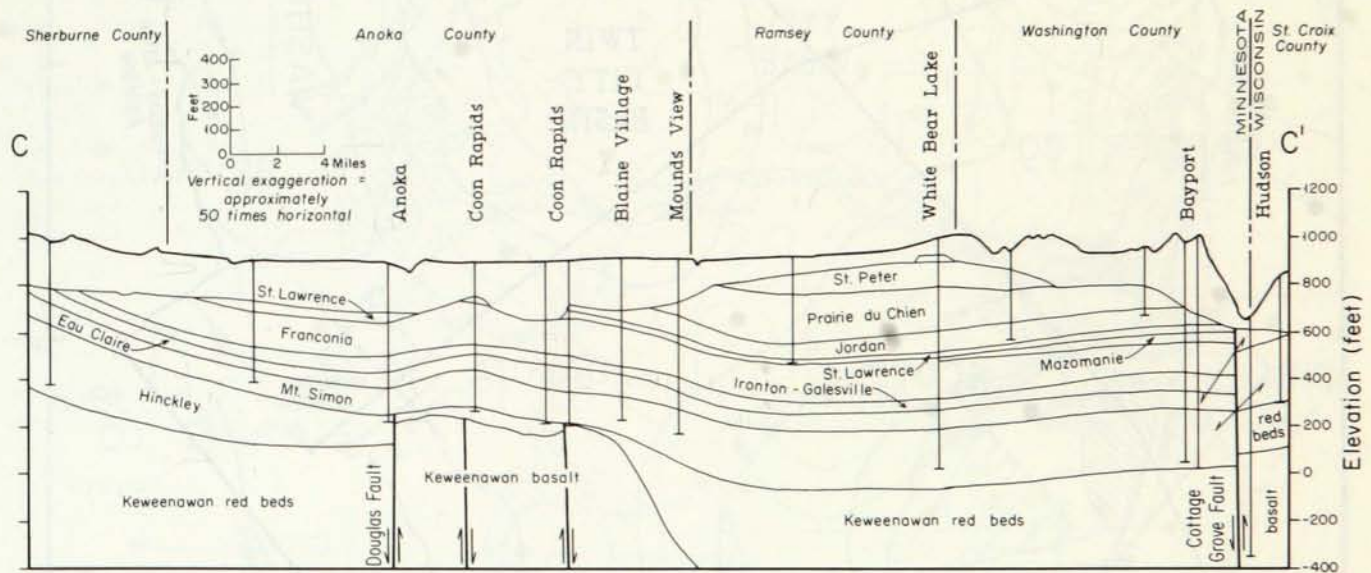 Sherburne County
Anoka County
Ramsey County
Washington County
MINNESOTA
WISCONSIN
St. Croix
County
400
300
200
100
0
Feet
0 2 4 Miles
Vertical exaggeration =
approximately
50 times horizontal
Anoka
Coon Rapids
Coon Rapids
Blaine Village
Mounds View
White Bear Lake
Bayport
Hudson
C
C'
1200
1000
800
600
400
200
0
-200
-400
Elevation (feet)
St. Lawrence
Franconia
Eau Claire
Mt. Simon
Hinckley
St. Peter
Prairie du Chien
Jordan
St. Lawrence
Mazomanie
Ironton - Galesville
red
beds
basalt
Keweenawan red beds
Douglas Fault
Keweenawan basalt
Keweenawan red beds
Cottage
Grove Fault